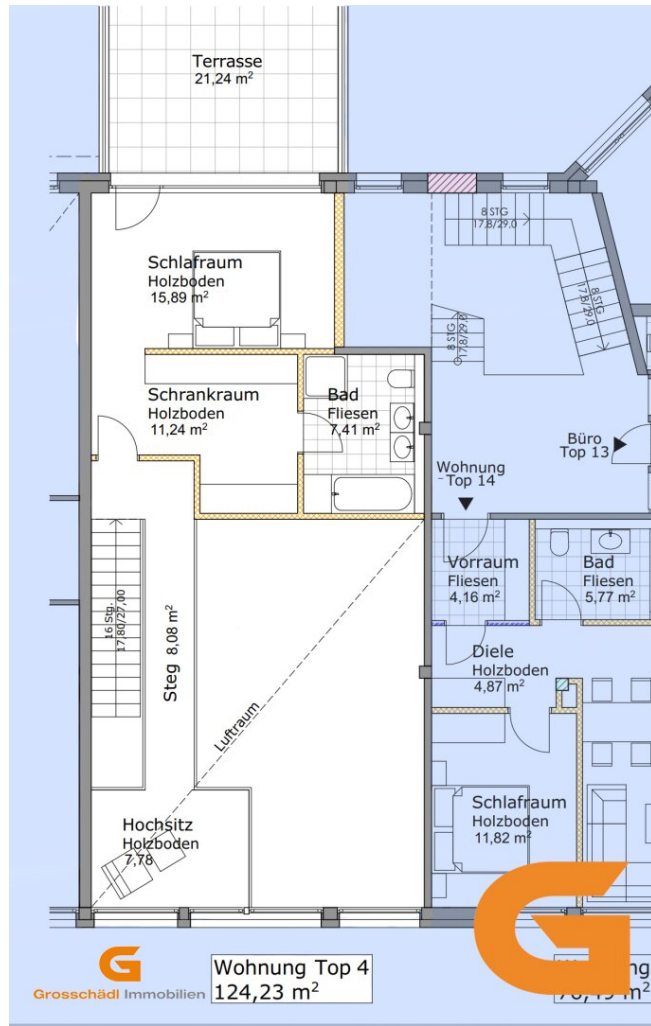 Terrasse
21,24 m²
8 STG
17.8/29.0
8 STG
17.8/29.0
8 STG
17.8/29.0
Schlafraum
Holzboden
15,89 m²
Schrankraum
Holzboden
11,24 m²
Bad
Fliesen
7,41 m²
Büro
Top 13
Wohnung
- Top 14
Vorraum
Fliesen
4,16 m²
Bad
Fliesen
5,77 m²
16 Stg.
17,80/27,00
Steg 8,08 m²
Luftraum
Diele
Holzboden
4,87 m²
Schlafraum
Holzboden
11,82 m²
Hochsitz
Holzboden
7,78
G
Grosschädl Immobilien
Wohnung Top 4
124,23 m²
G